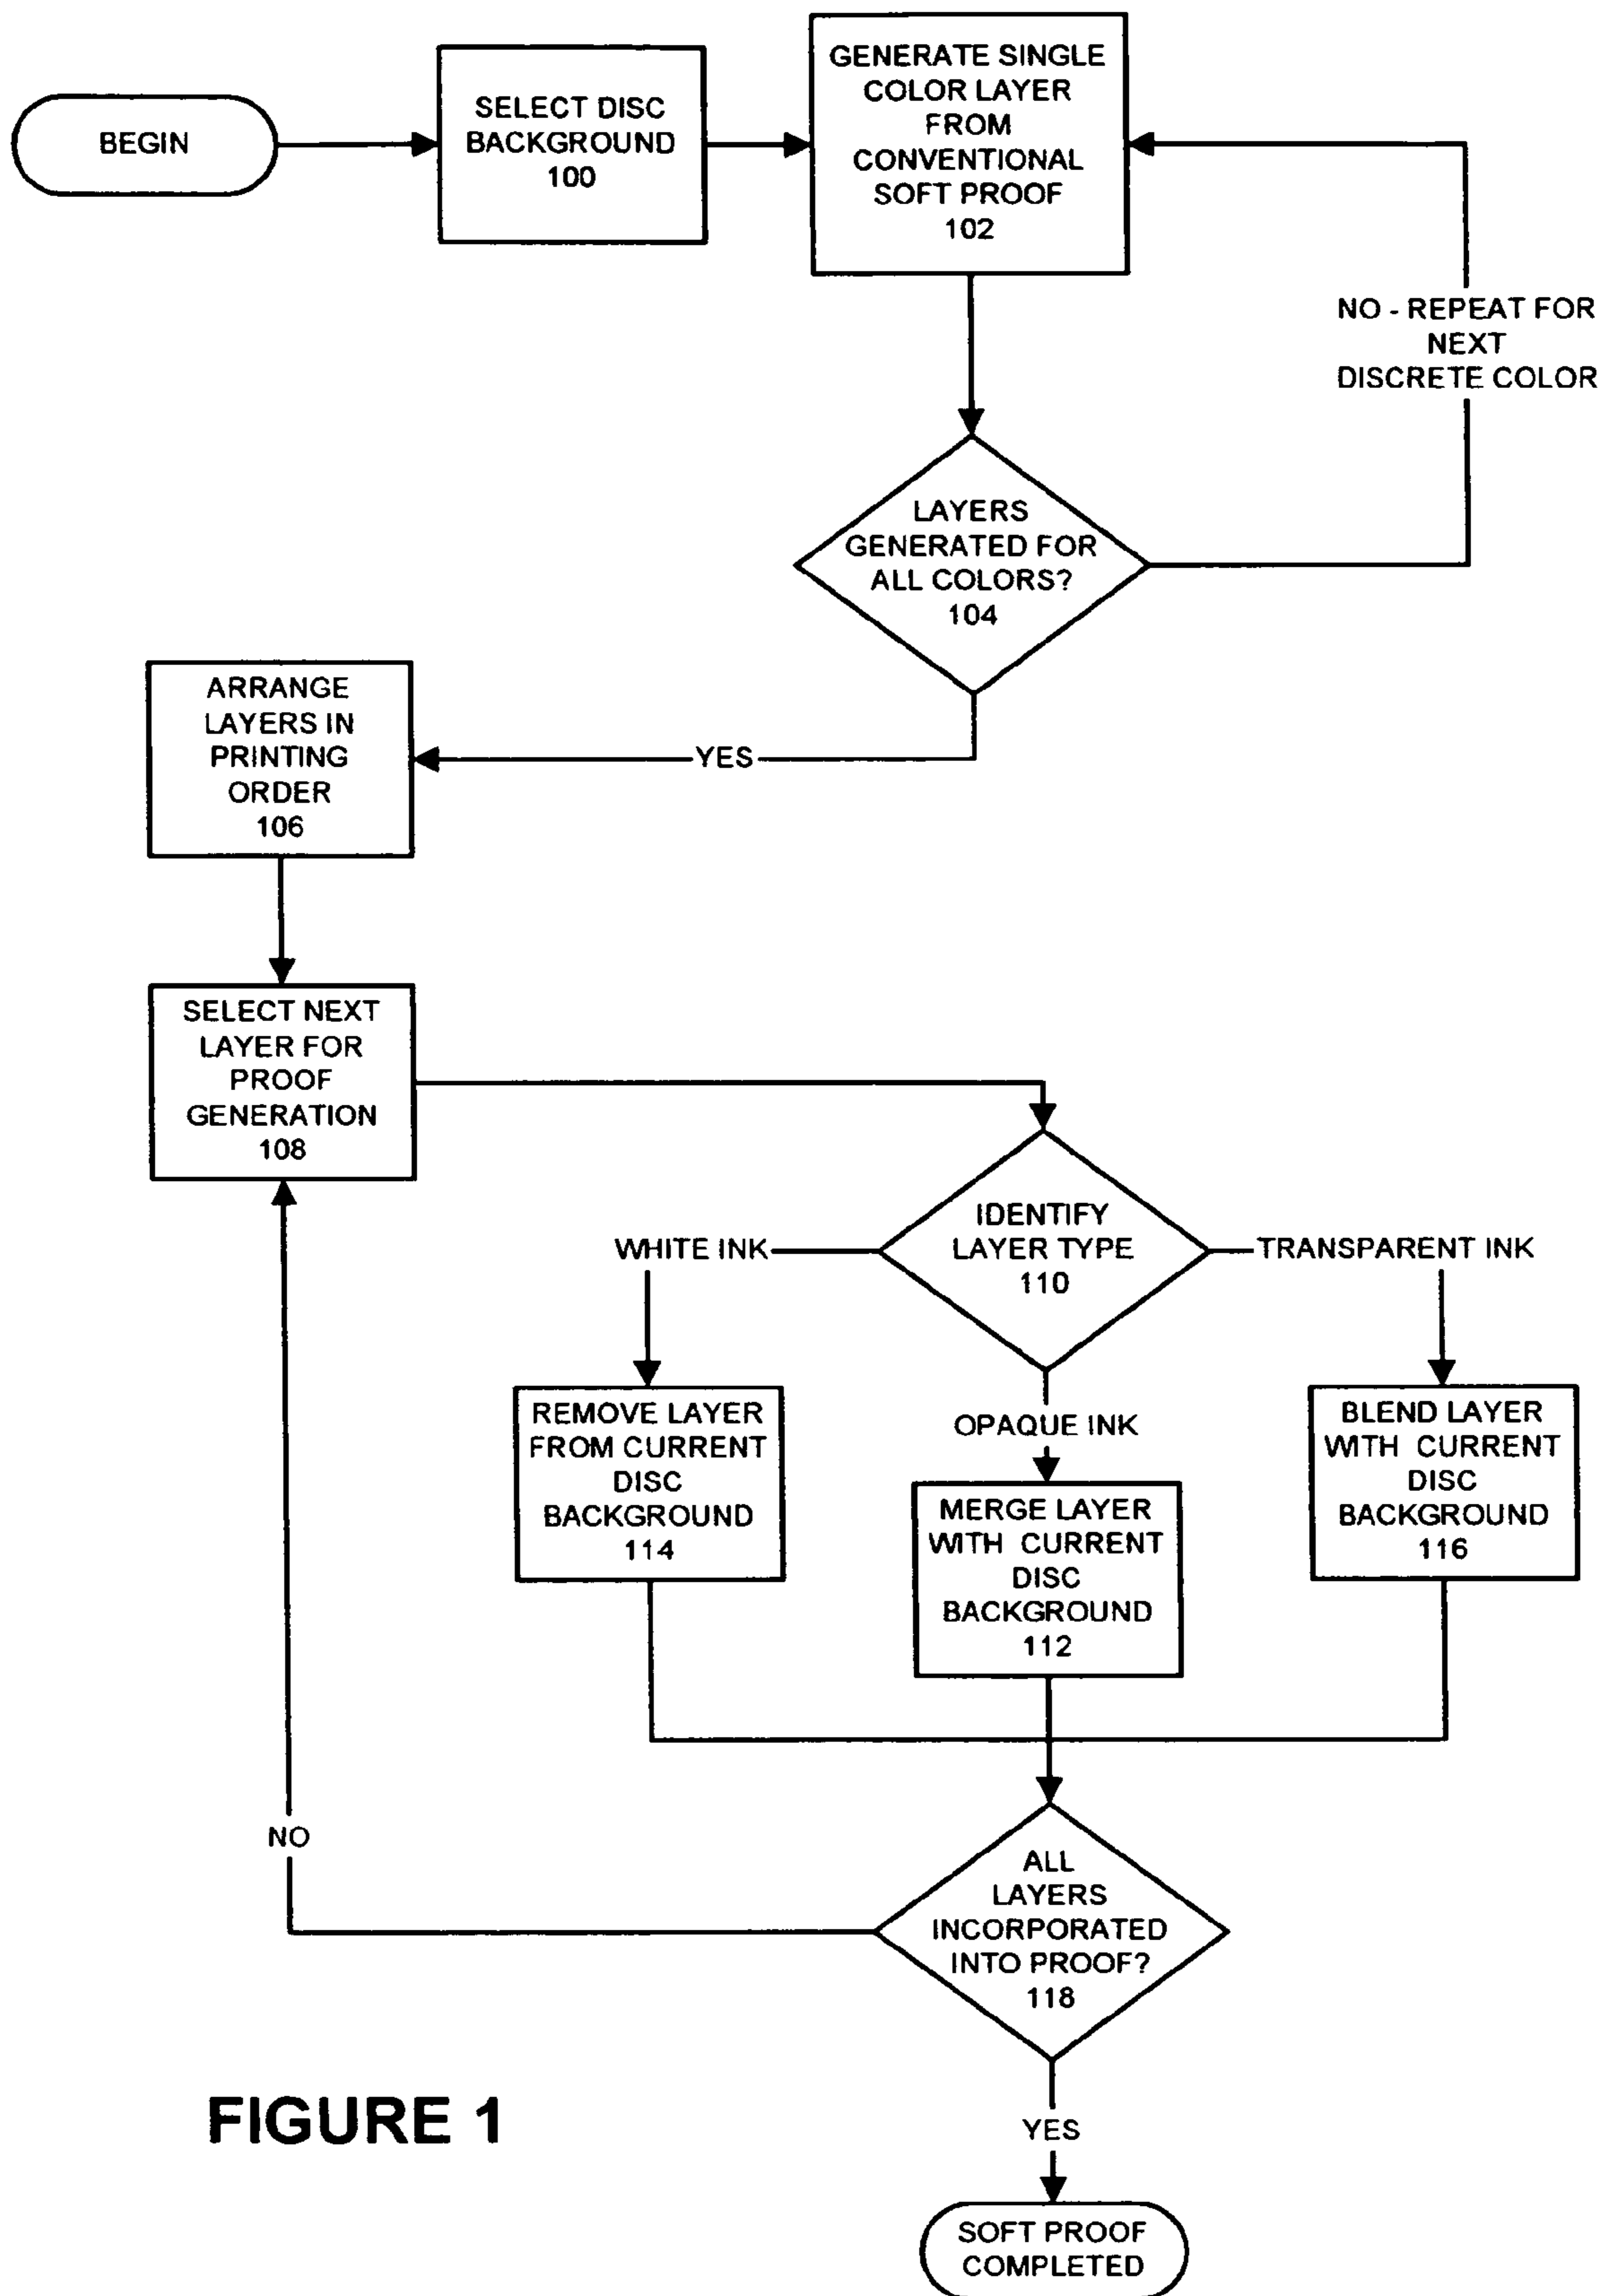 BEGIN
SELECT DISC
BACKGROUND
100
GENERATE SINGLE
COLOR LAYER
FROM
CONVENTIONAL
SOFT PROOF
102
NO - REPEAT FOR
NEXT
DISCRETE COLOR
LAYERS
GENERATED FOR
ALL COLORS?
104
YES
ARRANGE
LAYERS IN
PRINTING
ORDER
106
SELECT NEXT
LAYER FOR
PROOF
GENERATION
108
IDENTIFY
LAYER TYPE
110
WHITE INK
TRANSPARENT INK
OPAQUE INK
REMOVE LAYER
FROM CURRENT
DISC
BACKGROUND
114
MERGE LAYER
WITH CURRENT
DISC
BACKGROUND
112
BLEND LAYER
WITH CURRENT
DISC
BACKGROUND
116
NO
ALL
LAYERS
INCORPORATED
INTO PROOF?
118
YES
SOFT PROOF
COMPLETED
FIGURE 1